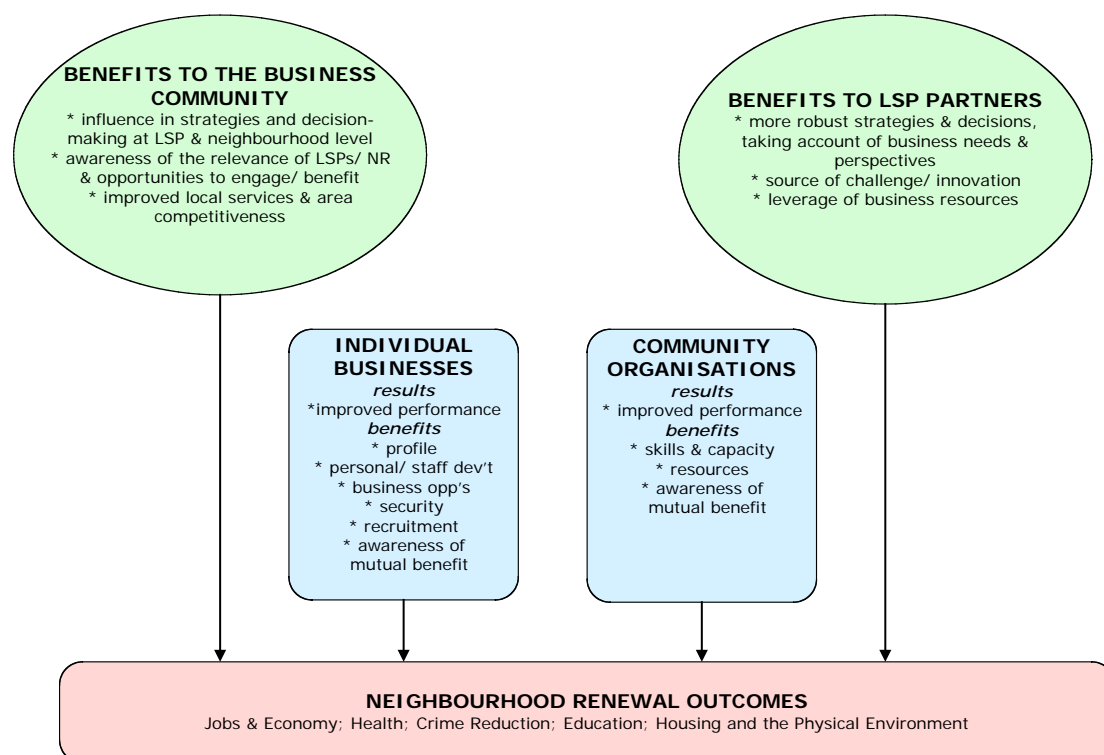 BENEFITS TO THE BUSINESS
COMMUNITY
* influence in strategies and decision-
making at LSP & neighbourhood level
* awareness of the relevance of LSPs/ NR
& opportunities to engage/ benefit
* improved local services & area
competitiveness
BENEFITS TO LSP PARTNERS
* more robust strategies & decisions,
taking account of business needs &
perspectives
* source of challenge/ innovation
* leverage of business resources
INDIVIDUAL
BUSINESSES
results
*improved performance
benefits
* profile
* personal/ staff dev't
* business opp's
* security
* recruitment
* awareness of
mutual benefit
COMMUNITY
ORGANISATIONS
results
* improved performance
benefits
* skills & capacity
* resources
* awareness of
mutual benefit
NEIGHBOURHOOD RENEWAL OUTCOMES
Jobs & Economy; Health; Crime Reduction; Education; Housing and the Physical Environment